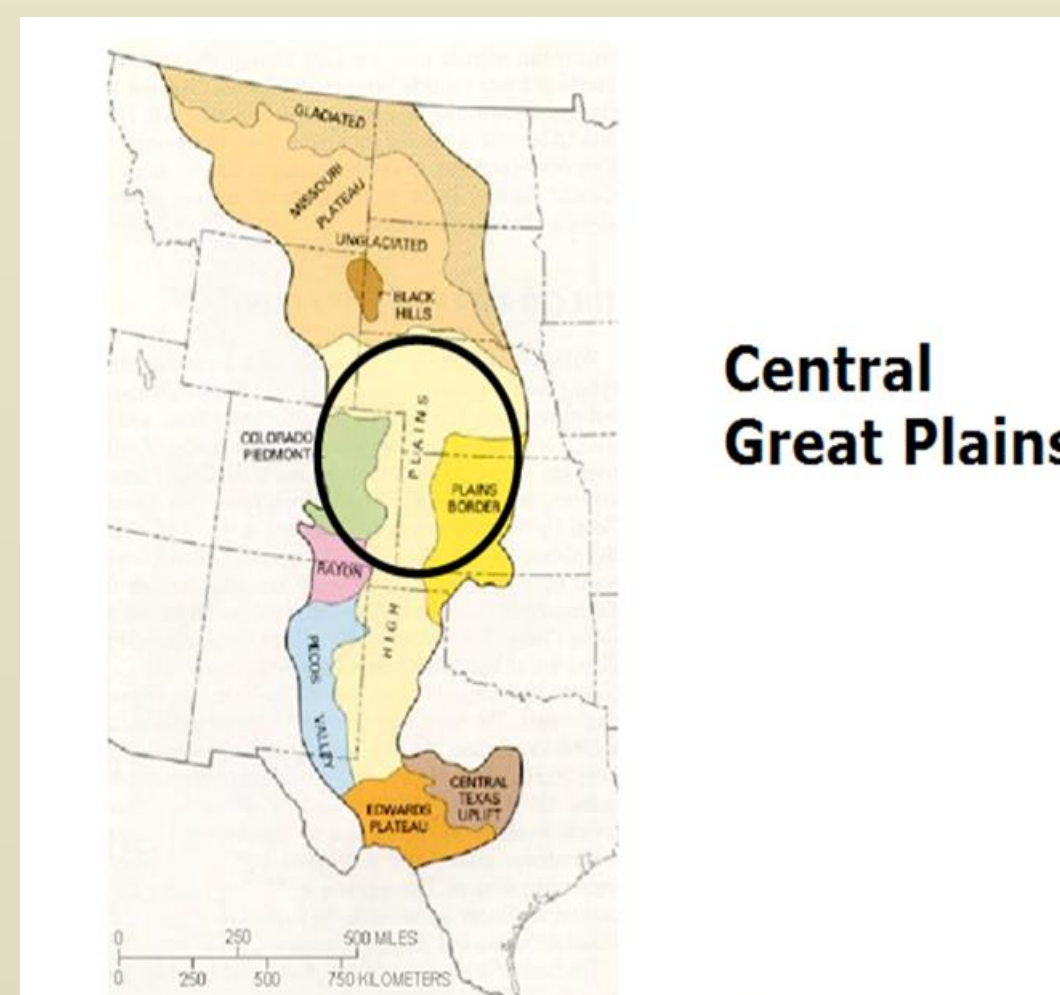 GLACIATED
MISSOURI
PLATEAU
UNGLACIATED
BLACK
HILLS
COLORADO
PIEDMONT
PLAINS
PLAINS
BORDER
RATON
HIGH
PECOS
VALLEY
CENTRAL
TEXAS
UPLIFT
EDWARDS
PLATEAU
0 250 500 MILES
0 250 500 750 KILOMETERS
Central
Great Plains